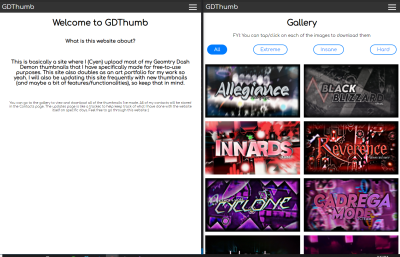 GDThumb
Welcome to GDThumb
What is this website about?
This is basically a site where I (Cyan) upload most of my Geomtry Dash
Demon thumbnails that I have specifically made for free-to-use
purposes. This site also doubles as an art portfolio for my work so
yeah. I will also be updating this site frequently with new thumbnails
(and maybe a bit of features/functionalities), so keep that in mind.
GDThumb
Gallery
FYI: You can tap/click on each of the images to download them
All
Extreme
Insane
Hard
Allegiance
BLACK
BLIZZARD
INNARDS
Reverence
CYCLONE
CADREGA
MODE